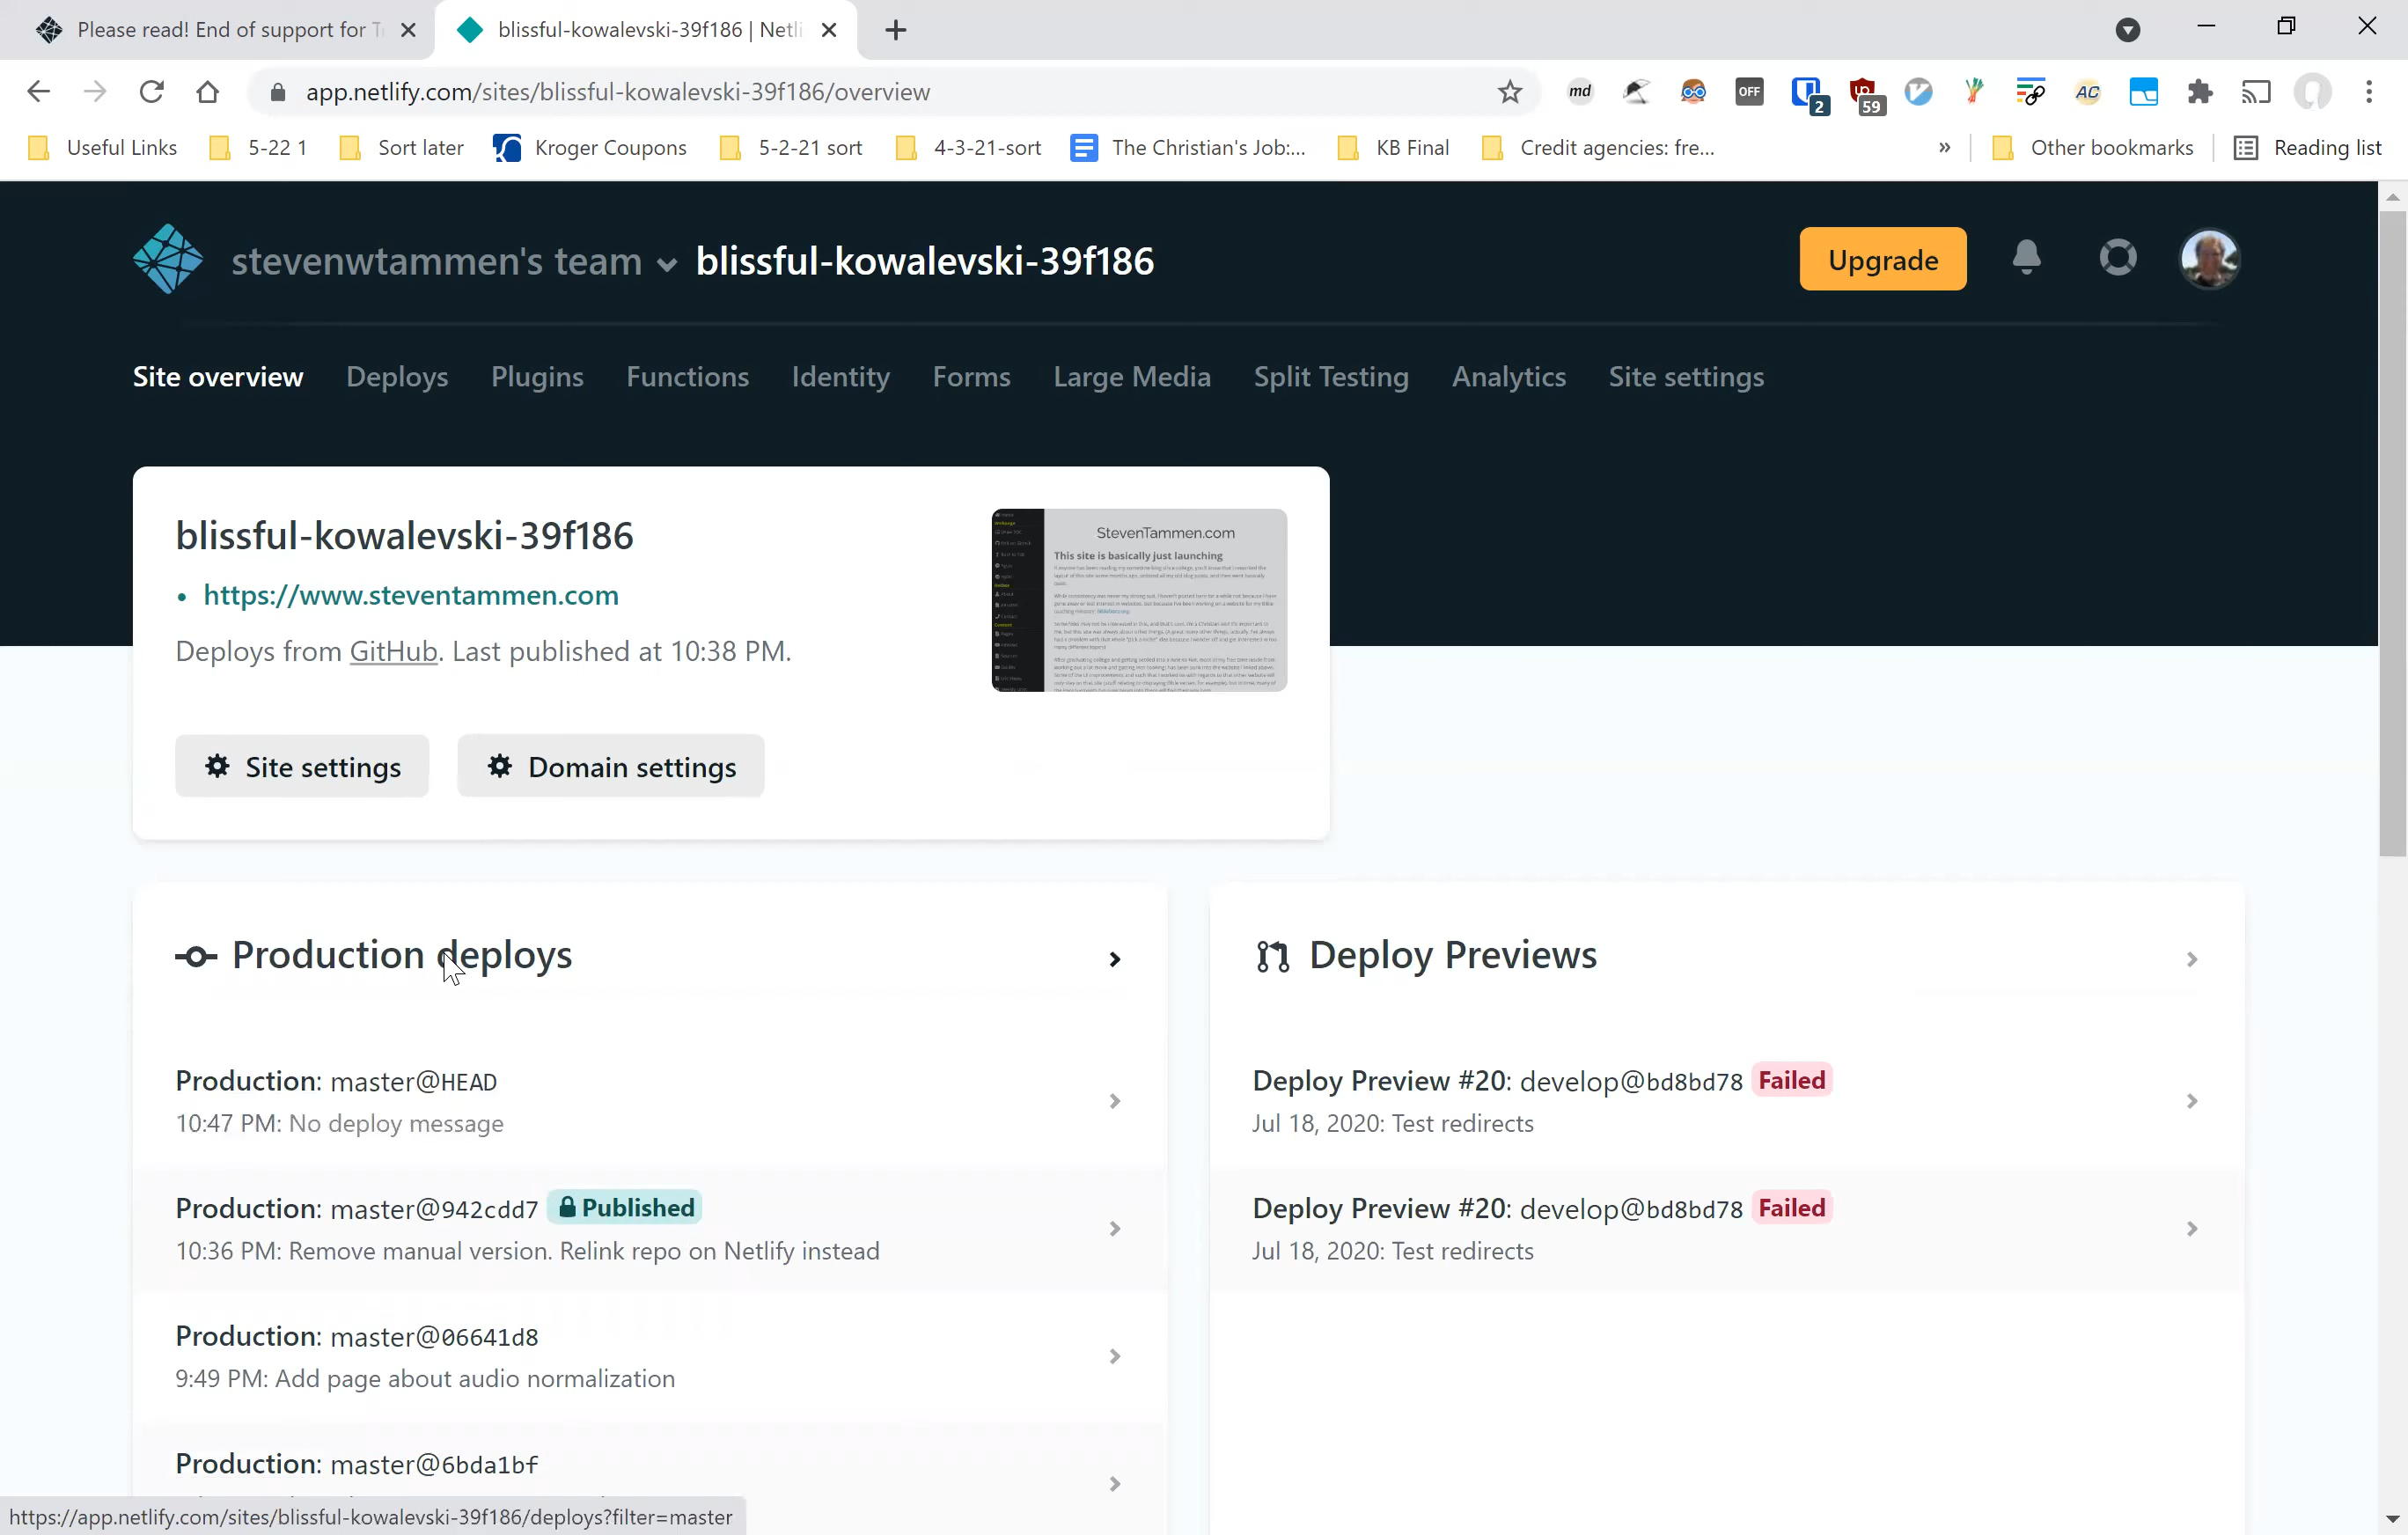 Please read! End of support for
blissful-kowalevski-39f186 | Netli
app.netlify.com/sites/blissful-kowalevski-39f186/overview
md
OFF
2
59
AC
Useful Links
5-22 1
Sort later
Kroger Coupons
5-2-21 sort
4-3-21-sort
The Christian's Job:...
KB Final
Credit agencies: fre...
»
Other bookmarks
Reading list
stevenwtammen's team
blissful-kowalevski-39f186
Upgrade
Site overview
Deploys
Plugins
Functions
Identity
Forms
Large Media
Split Testing
Analytics
Site settings
blissful-kowalevski-39f186
• https://www.steventammen.com
Deploys from GitHub. Last published at 10:38 PM.
StevenTammen.com
This site is basically just launching
Site settings
Domain settings
Production deploys
Production: master@HEAD
10:47 PM: No deploy message
Production: master@942cdd7 Published
10:36 PM: Remove manual version. Relink repo on Netlify instead
Production: master@06641d8
9:49 PM: Add page about audio normalization
Production: master@6bda1bf
Deploy Previews
Deploy Preview #20: develop@bd8bd78 Failed
Jul 18, 2020: Test redirects
Deploy Preview #20: develop@bd8bd78 Failed
Jul 18, 2020: Test redirects
https://app.netlify.com/sites/blissful-kowalevski-39f186/deploys?filter=master